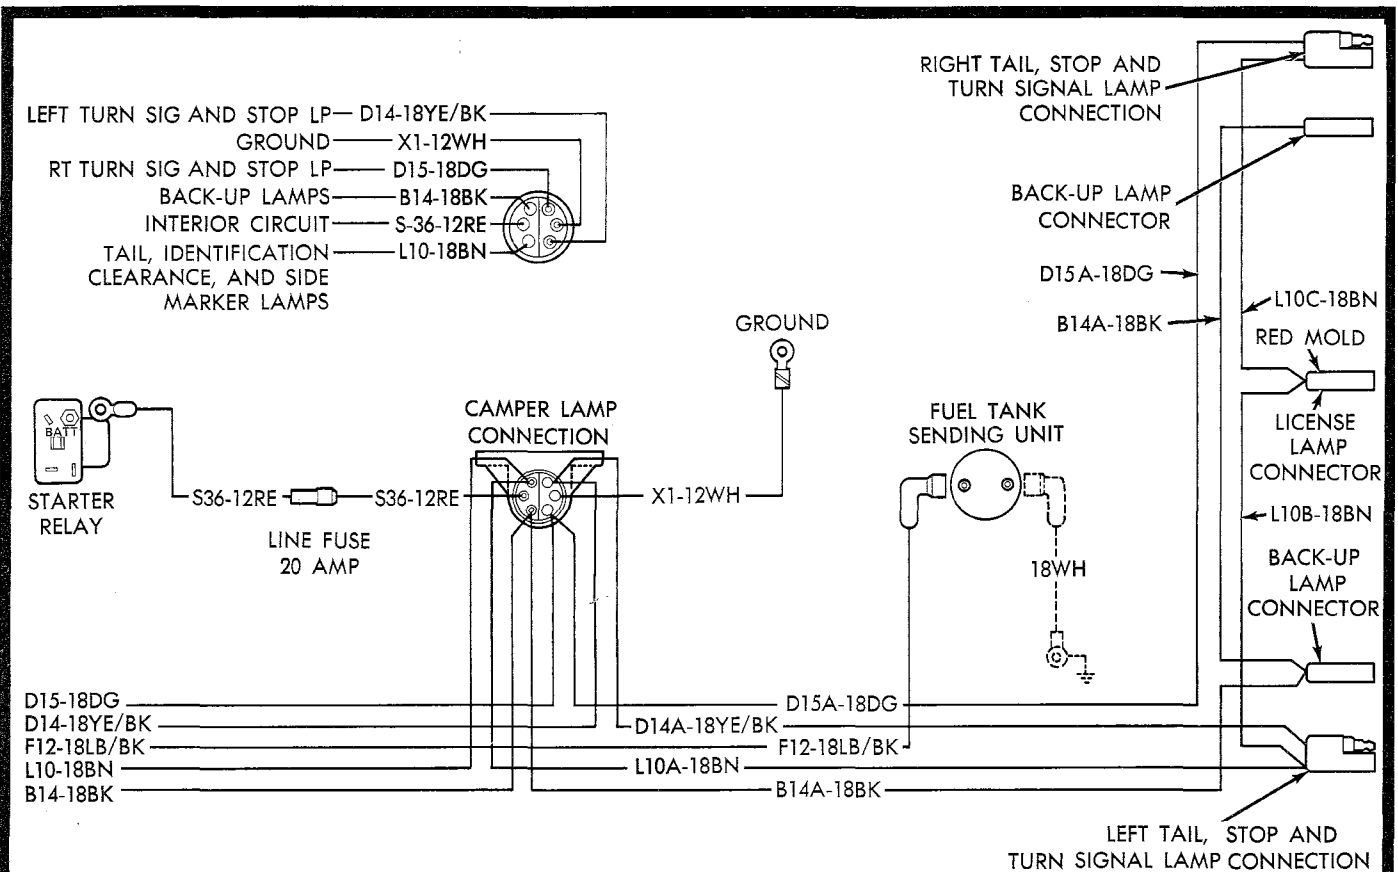 LEFT TURN SIG AND STOP LP D14-18YE/BK
GROUND X1-12WH
RT TURN SIG AND STOP LP D15-18DG
BACK-UP LAMPS B14-18BK
INTERIOR CIRCUIT S-36-12RE
TAIL, IDENTIFICATION L10-18BN
CLEARANCE, AND SIDE
MARKER LAMPS
RIGHT TAIL, STOP AND
TURN SIGNAL LAMP
CONNECTION
BACK-UP LAMP
CONNECTOR
D15A-18DG
L10C-18BN
B14A-18BK
RED MOLD
LICENSE
LAMP
CONNECTOR
GROUND
BATT
STARTER
RELAY
S36-12RE
LINE FUSE
20 AMP
S36-12RE
CAMPER LAMP
CONNECTION
X1-12WH
FUEL TANK
SENDING UNIT
18WH
L10B-18BN
BACK-UP
LAMP
CONNECTOR
D15-18DG D15A-18DG
D14-18YE/BK D14A-18YE/BK
F12-18LB/BK F12-18LB/BK
L10-18BN L10A-18BN
B14-18BK B14A-18BK
LEFT TAIL, STOP AND
TURN SIGNAL LAMP CONNECTION